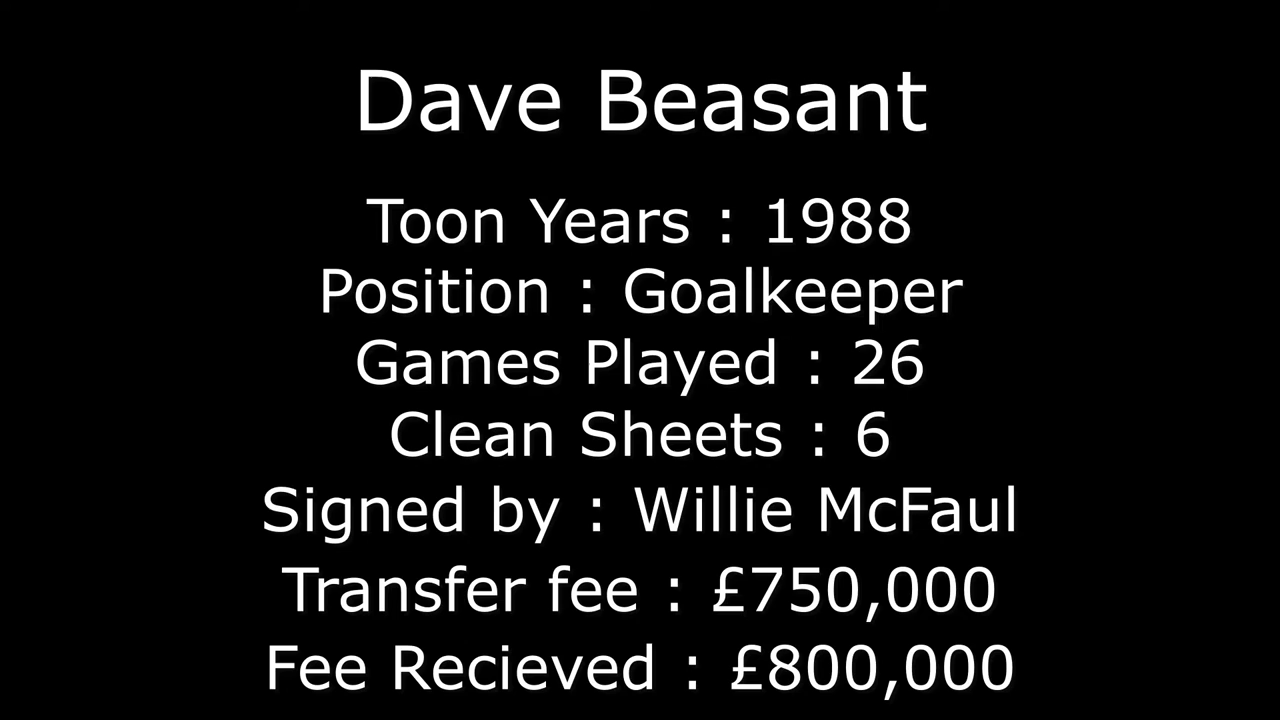 Dave Beasant
Toon Years : 1988
Position : Goalkeeper
Games Played : 26
Clean Sheets : 6
Signed by : Willie McFaul
Transfer fee : £750,000
Fee Recieved : £800,000